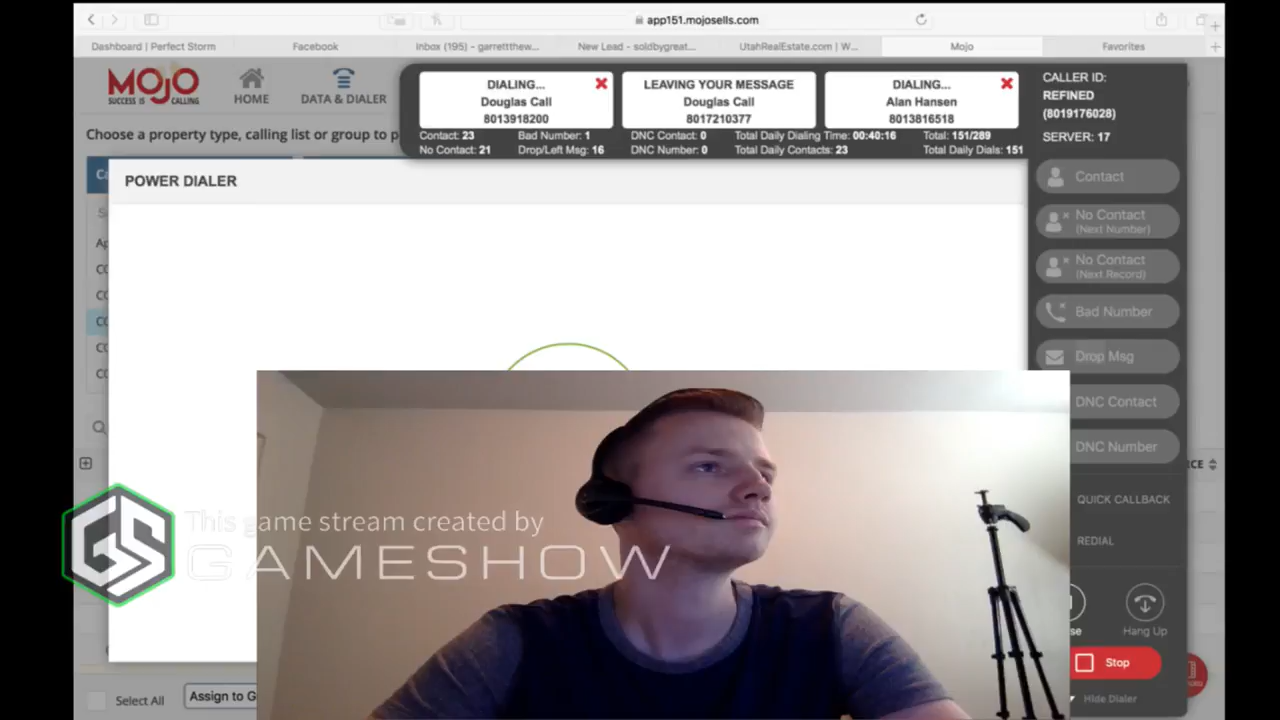 app151.mojosells.com
Dashboard | Perfect Storm
Facebook
Inbox (195) – garrettthew...
New Lead - soldbygreat...
UtahRealEstate.com | W...
Mojo
Favorites
MOJO
SUCCESS IS CALLING
HOME
DATA & DIALER
Choose a property type, calling list or group to p
DIALING...
Douglas Call
8013918200
LEAVING YOUR MESSAGE
Douglas Call
8017210377
DIALING...
Alan Hansen
8013816518
Contact: 23
Bad Number: 1
DNC Contact: 0
Total Daily Dialing Time: 00:40:16
Total: 151/289
No Contact: 21
Drop/Left Msg: 16
DNC Number: 0
Total Daily Contacts: 23
Total Daily Dials: 151
CALLER ID:
REFINED
(8019176028)
SERVER: 17
POWER DIALER
Contact
No Contact
(Next Number)
No Contact
(Next Record)
Bad Number
Drop Msg
DNC Contact
DNC Number
QUICK CALLBACK
REDIAL
Hang Up
Stop
Hide Dialer
Select All
Assign to G
GS
This game stream created by
GAMESHOW